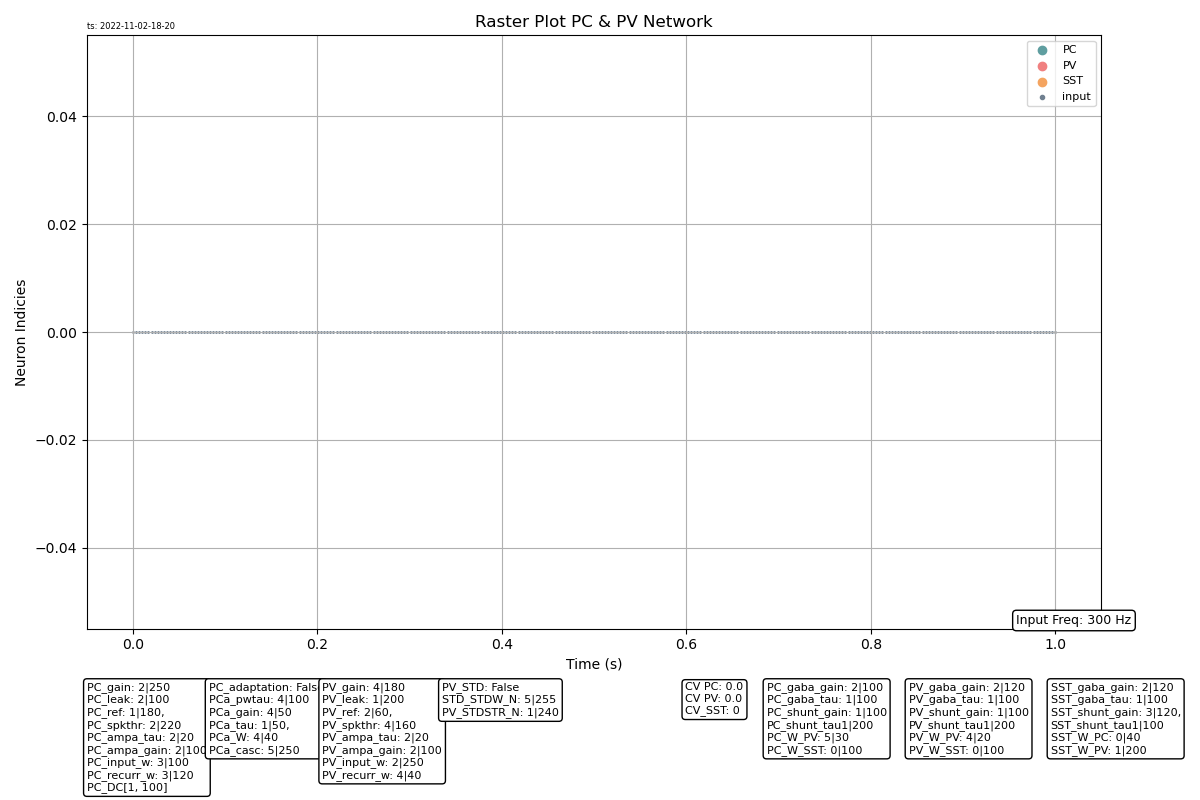 ts: 2022-11-02-18-20
Raster Plot PC & PV Network
PC
PV
SST
input
0.04
0.02
0.00
−0.02
−0.04
Neuron Indicies
0.0
0.2
0.4
0.6
0.8
1.0
Input Freq: 300 Hz
Time (s)
PC_gain: 2|250
PC_leak: 2|100
PC_ref: 1|180,
PC_spkthr: 2|220
PC_ampa_tau: 2|20
PC_ampa_gain: 2|100
PC_input_w: 3|100
PC_recurr_w: 3|120
PC_DC[1, 100]
PC_adaptation: Fals
PCa_pwtau: 4|100
PCa_gain: 4|50
PCa_tau: 1|50,
PCa_W: 4|40
PCa_casc: 5|250
PV_gain: 4|180
PV_leak: 1|200
PV_ref: 2|60,
PV_spkthr: 4|160
PV_ampa_tau: 2|20
PV_ampa_gain: 2|100
PV_input_w: 2|250
PV_recurr_w: 4|40
PV_STD: False
STD_STDW_N: 5|255
PV_STDSTR_N: 1|240
CV PC: 0.0
CV PV: 0.0
CV_SST: 0
PC_gaba_gain: 2|100
PC_gaba_tau: 1|100
PC_shunt_gain: 1|100
PC_shunt_tau1|200
PC_W_PV: 5|30
PC_W_SST: 0|100
PV_gaba_gain: 2|120
PV_gaba_tau: 1|100
PV_shunt_gain: 1|100
PV_shunt_tau1|200
PV_W_PV: 4|20
PV_W_SST: 0|100
SST_gaba_gain: 2|120
SST_gaba_tau: 1|100
SST_shunt_gain: 3|120,
SST_shunt_tau1|100
SST_W_PC: 0|40
SST_W_PV: 1|200